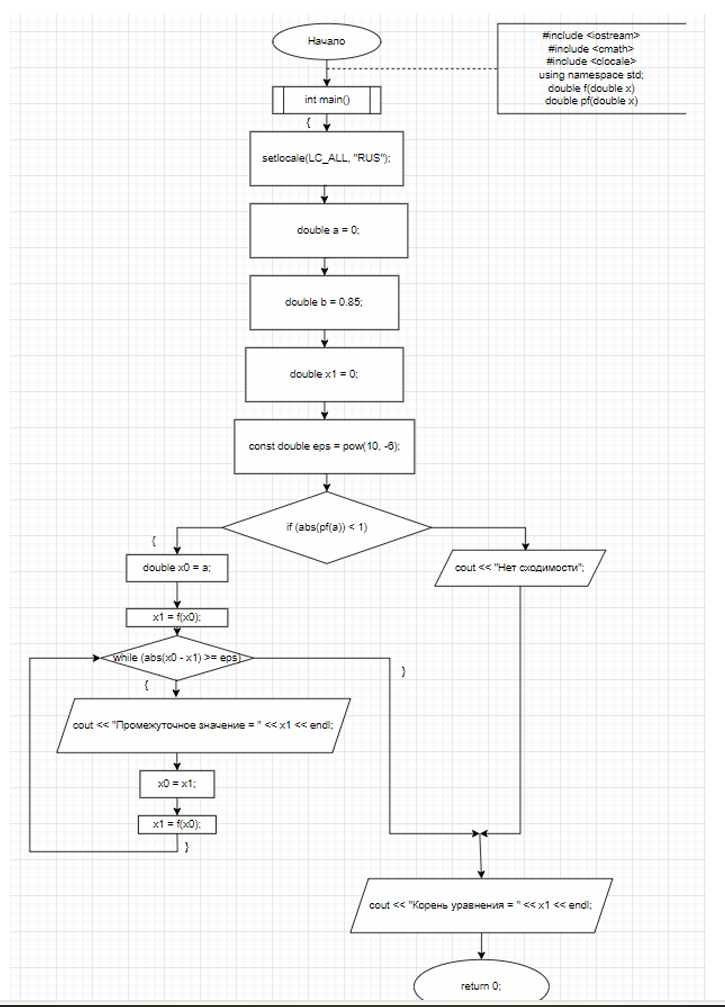 Начало
#include <iostream>
#include <cmath>
#include <clocale>
using namespace std;
double f(double x)
double pf(double x)
int main()
{
setlocale(LC_ALL, "RUS");
double a = 0;
double b = 0.85;
double x1 = 0;
const double eps = pow(10, -6);
if (abs(pf(a)) < 1)
{
double x0 = a;
cout << "Нет сходимости";
x1 = f(x0);
while (abs(x0 - x1) >= eps)
}
{
cout << "Промежуточное значение = " << x1 << endl;
x0 = x1;
x1 = f(x0);
}
cout << "Корень уравнения = " << x1 << endl;
return 0;